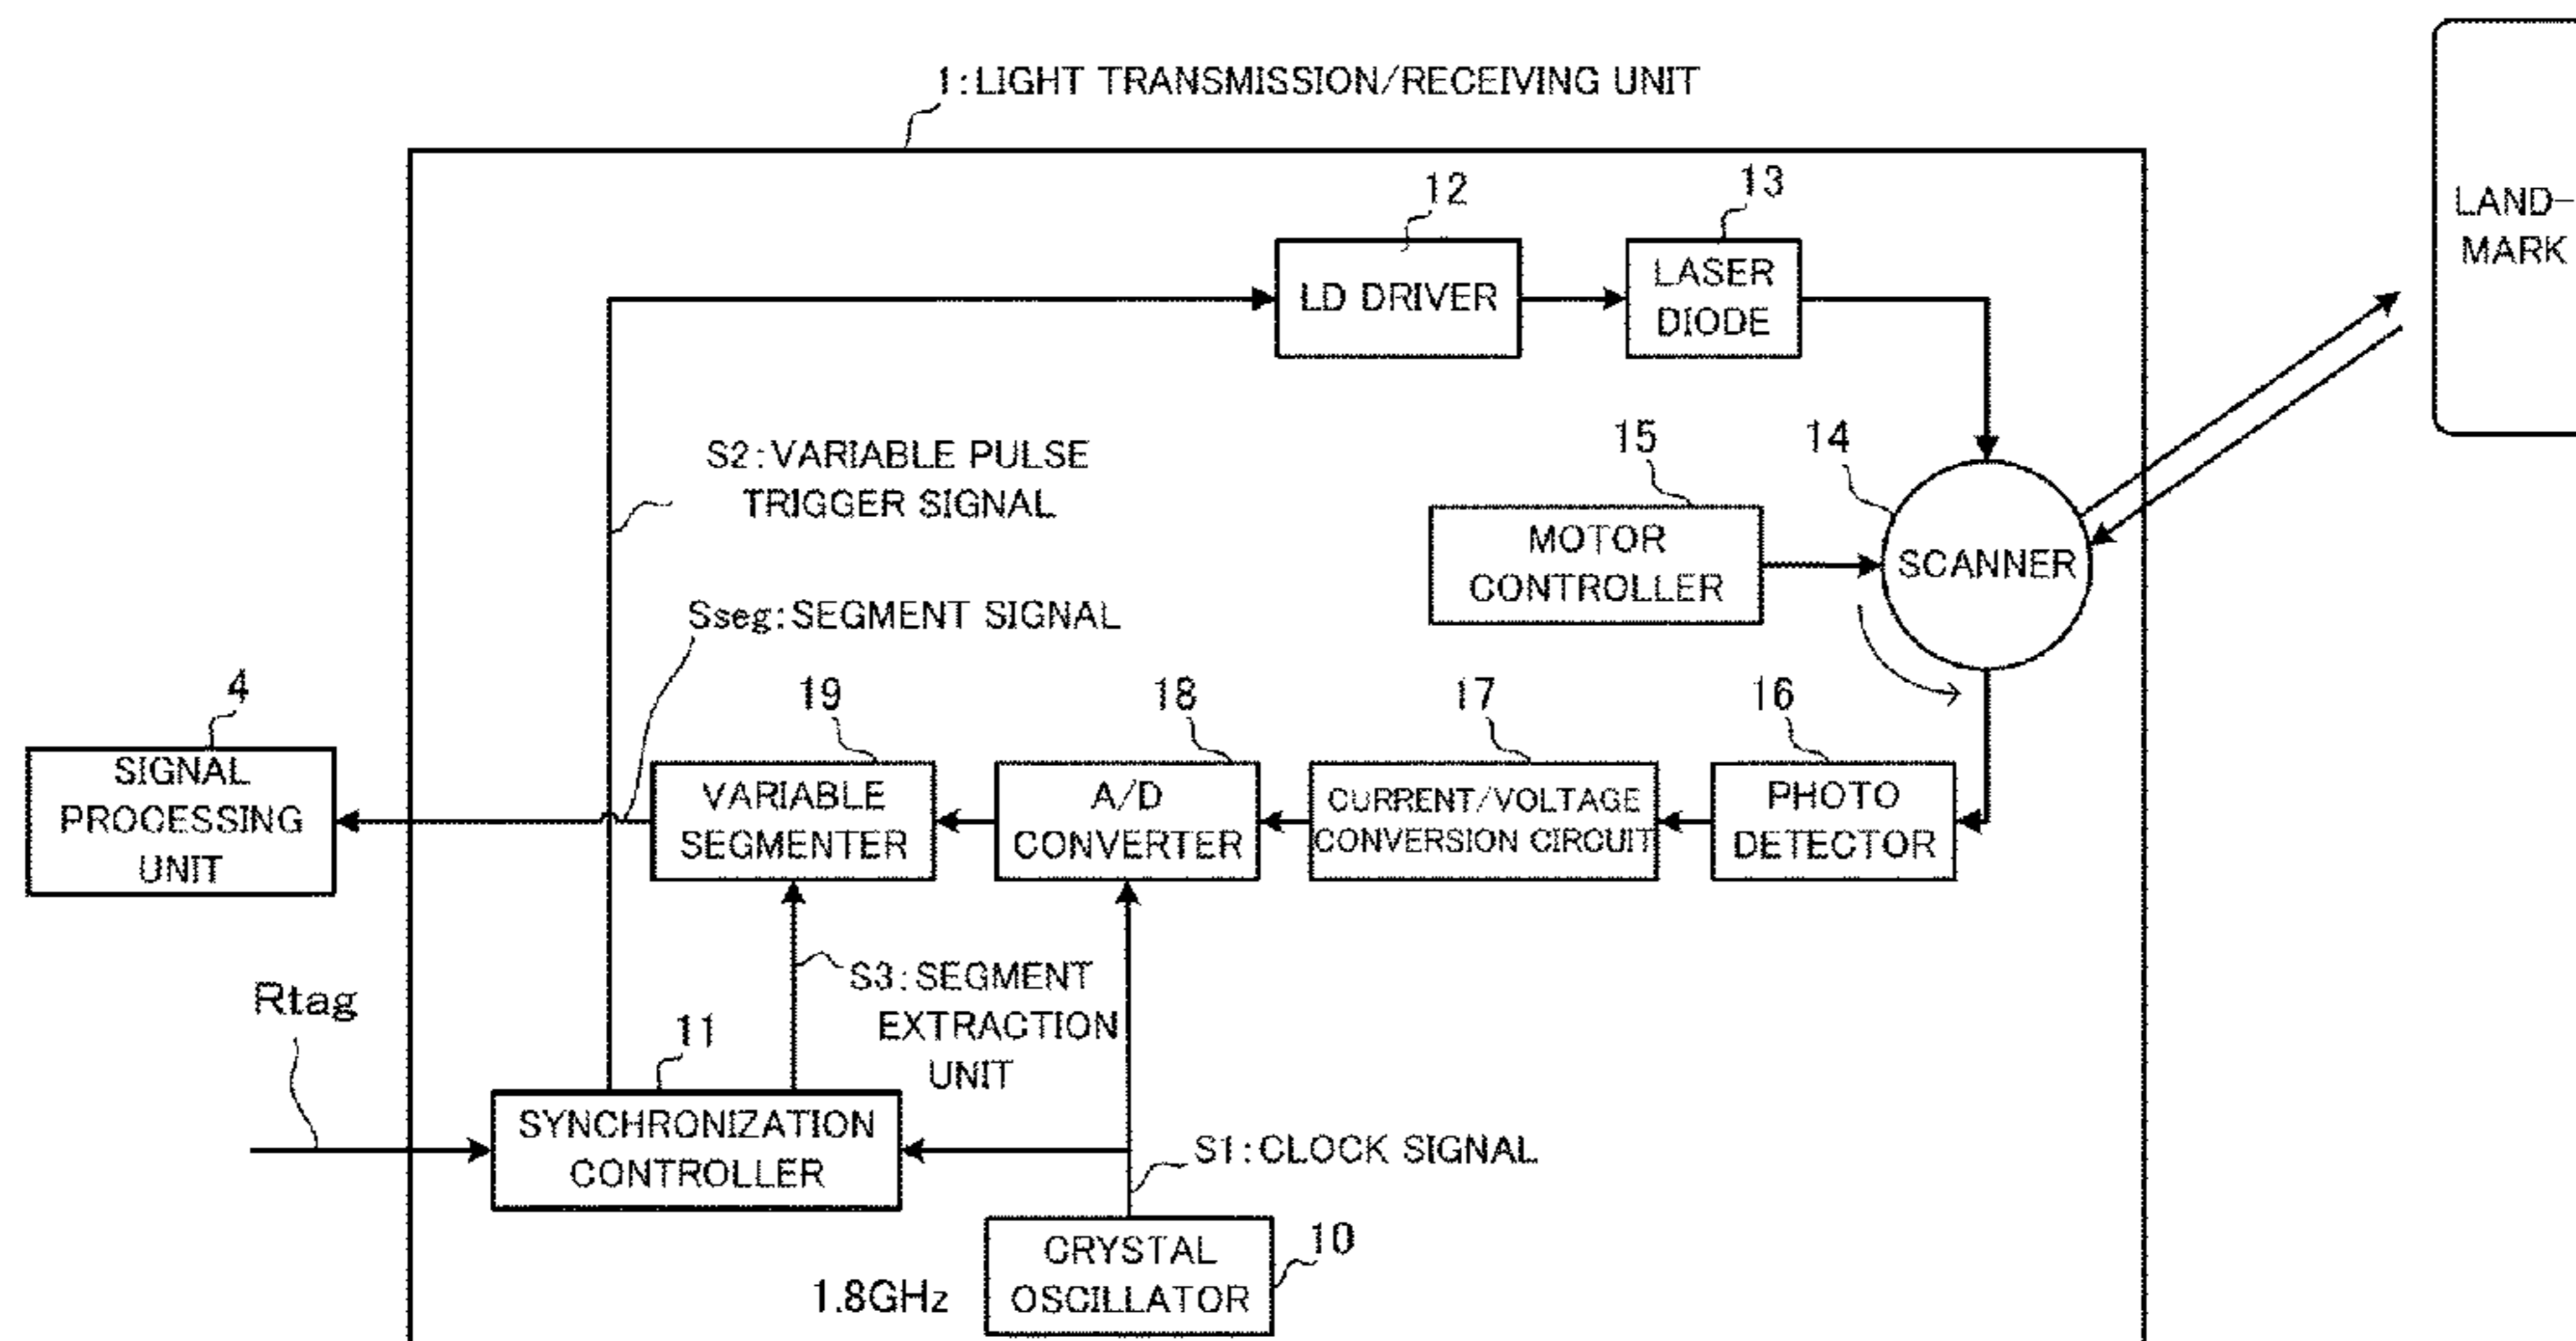 1:LIGHT TRANSMISSION/RECEIVING UNIT
LAND-
MARK
12
13
LD DRIVER
LASER
DIODE
S2:VARIABLE PULSE
TRIGGER SIGNAL
15
14
MOTOR
CONTROLLER
SCANNER
Sseg:SEGMENT SIGNAL
4
19
18
17
16
SIGNAL
PROCESSING
UNIT
VARIABLE
SEGMENTER
A/D
CONVERTER
CURRENT/VOLTAGE
CONVERSION CIRCUIT
PHOTO
DETECTOR
S3:SEGMENT
EXTRACTION
UNIT
Rtag
11
SYNCHRONIZATION
CONTROLLER
S1:CLOCK SIGNAL
CRYSTAL
OSCILLATOR
10
1.8GHz